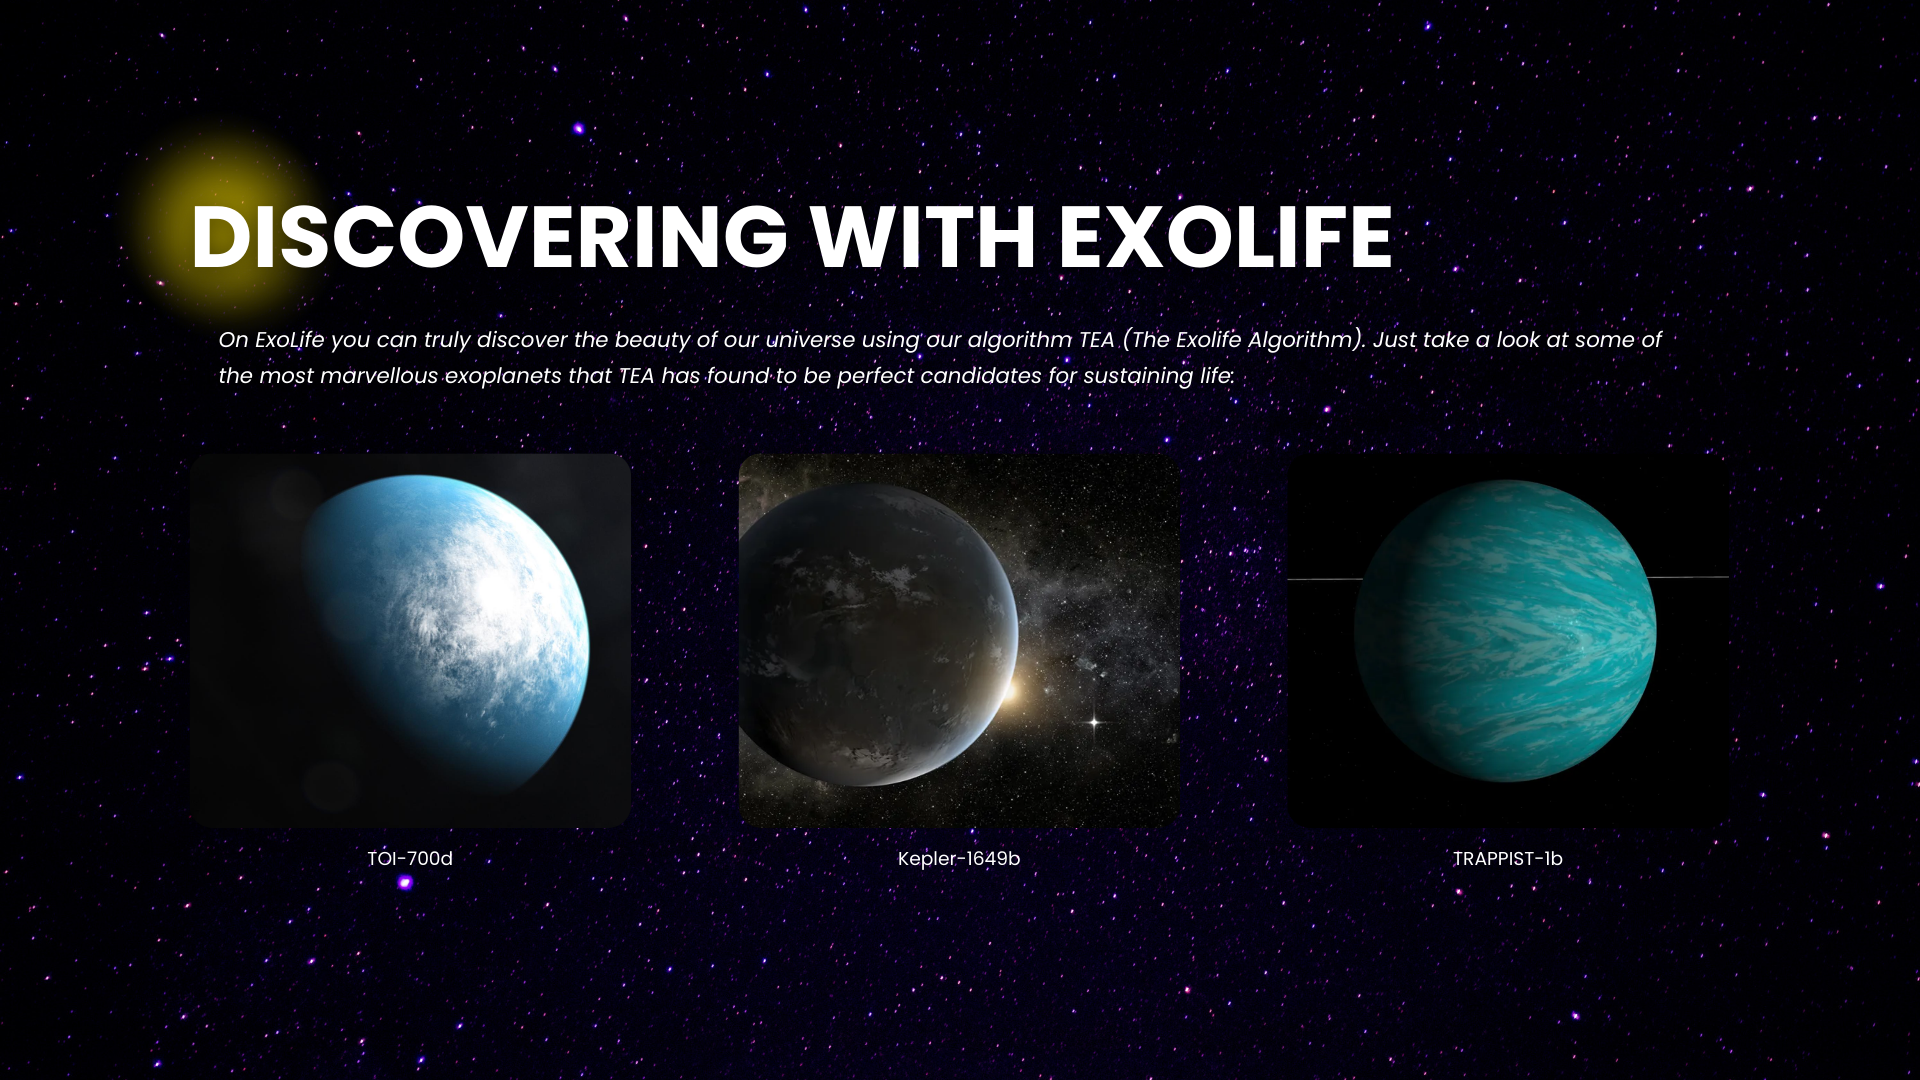 DISCOVERING WITH EXOLIFE
On ExoLife you can truly discover the beauty of our universe using our algorithm TEA (The Exolife Algorithm). Just take a look at some of
the most marvellous exoplanets that TEA has found to be perfect candidates for sustaining life:
TOI-700d
Kepler-1649b
TRAPPIST-1b